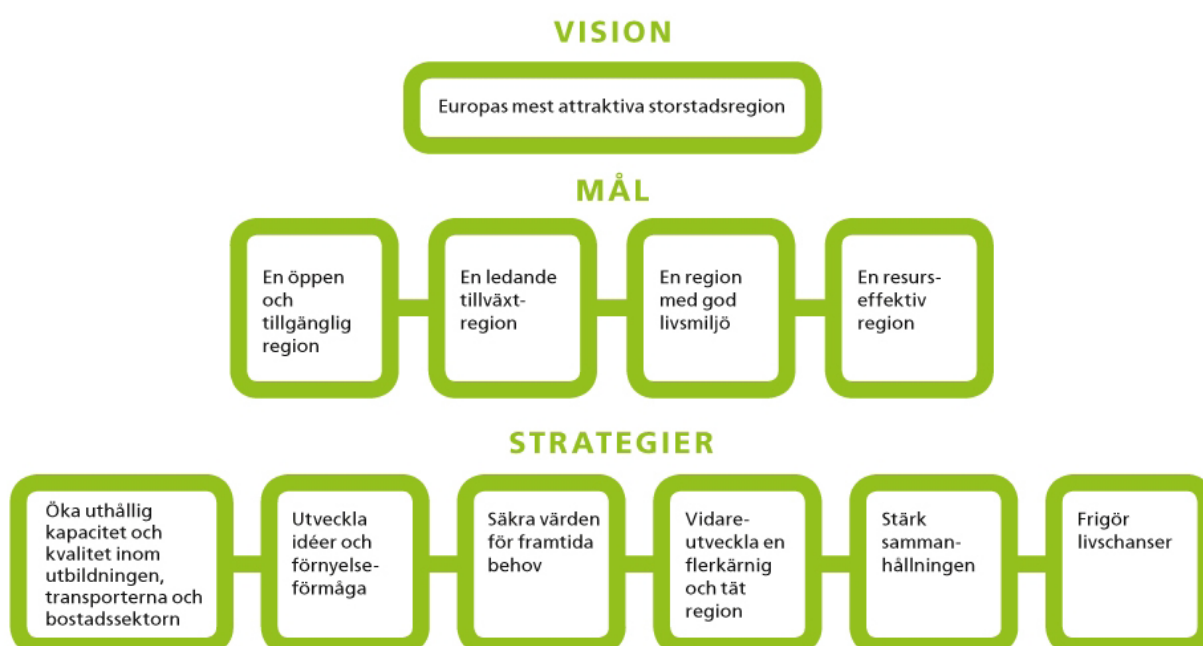 VISION
Europas mest attraktiva storstadsregion
MÅL
En öppen
och
tillgänglig
region
En ledande
tillväxt-
region
En region
med god
livsmiljö
En resurs-
effektiv
region
STRATEGIER
Öka uthållig
kapacitet och
kvalitet inom
utbildningen,
transporterna och
bostadssektorn
Utveckla
idéer och
förnyelse-
förmåga
Säkra värden
för framtida
behov
Vidare-
utveckla en
flerkärnig
och tät
region
Stärk
samman-
hållningen
Frigör
livschanser